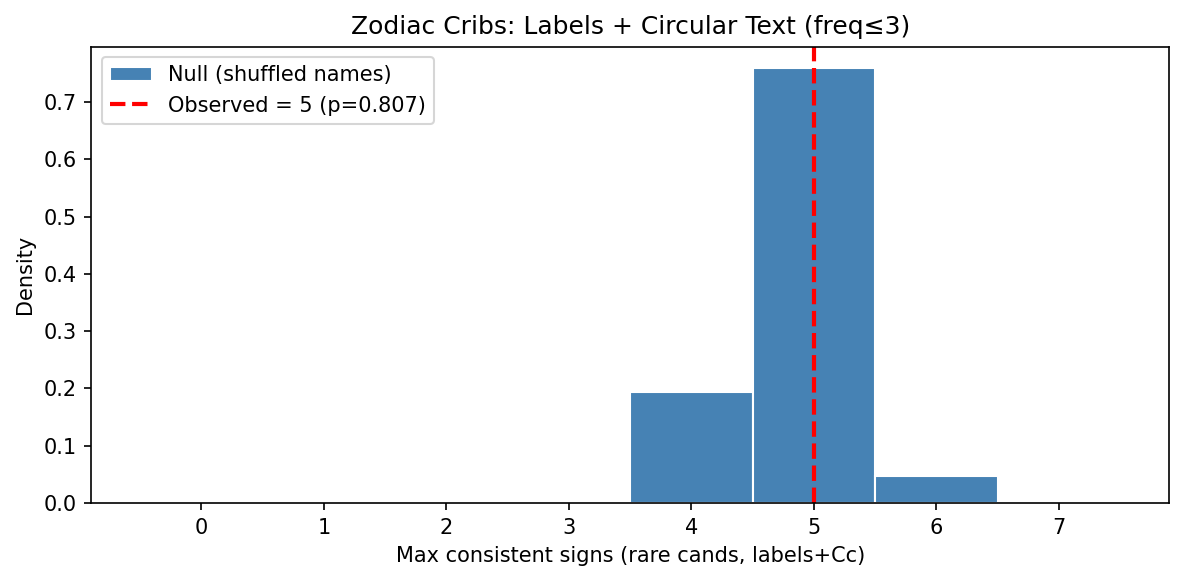 Zodiac Cribs: Labels + Circular Text (freq≤3)
Null (shuffled names)
Observed = 5 (p=0.807)
Density
0.7
0.6
0.5
0.4
0.3
0.2
0.1
0.0
0 1 2 3 4 5 6 7
Max consistent signs (rare cands, labels+Cc)